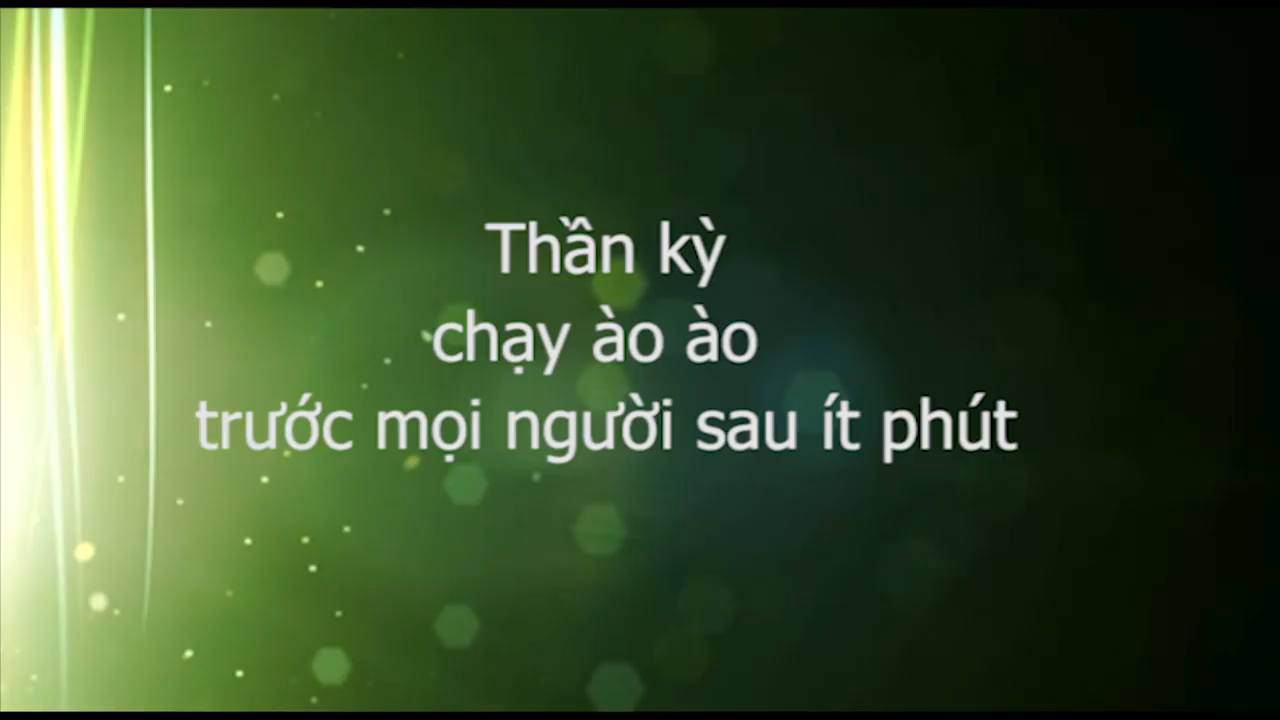 Thần kỳ
chạy ào ào
trước mọi người sau ít phút